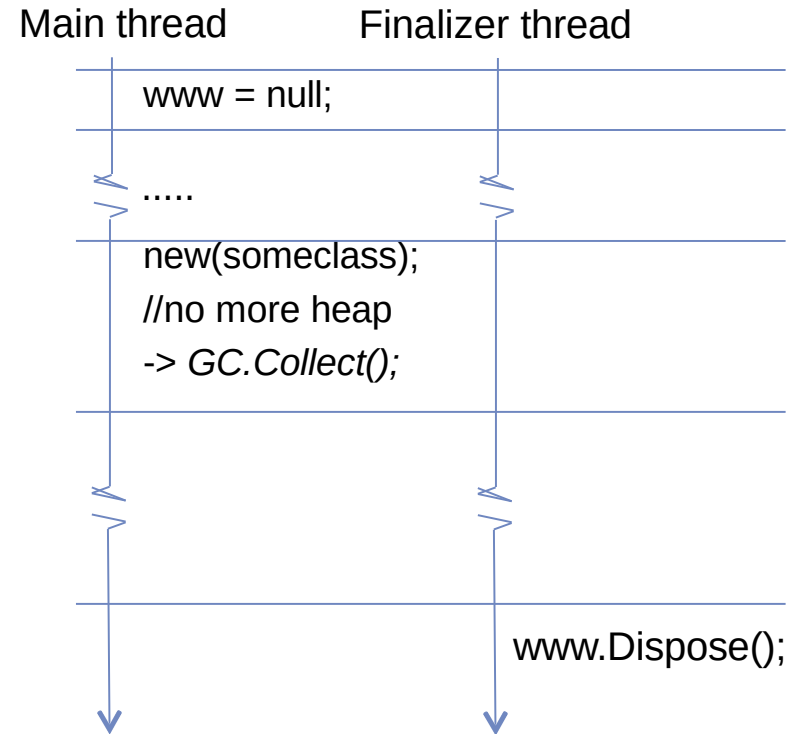 Main thread
Finalizer thread
www = null;
.....
new(someclass);
//no more heap
-> GC.Collect();
www.Dispose();